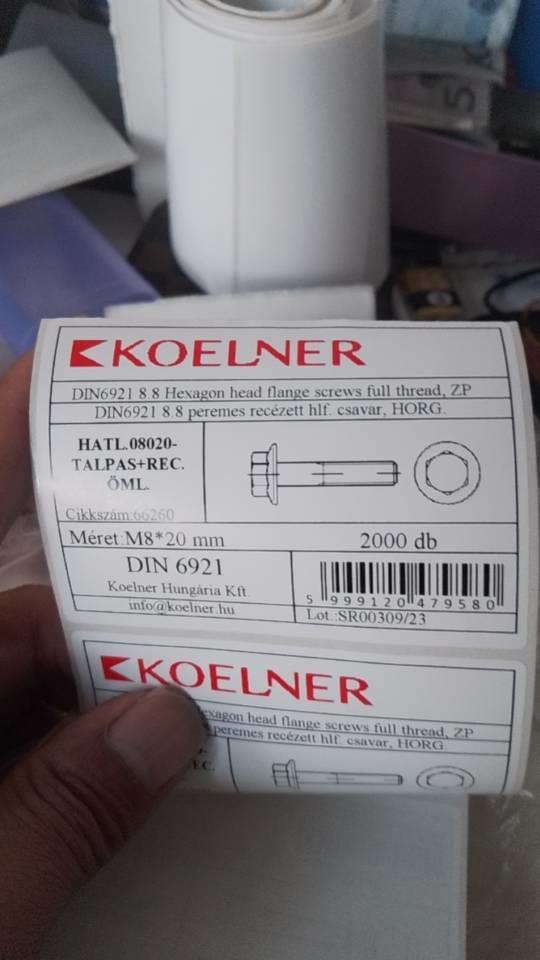 KOELNER
DIN6921 8.8 Hexagon head flange screws full thread, ZP
DIN6921 8.8 peremes recézett hlf. csavar, HORG.
HATL.08020-
TALPAS+REC.
ÖML.
Cikkszám:66260
Méret:M8*20 mm
2000 db
DIN 6921
Koelner Hungária Kft.
info@koelner.hu
5 999120 479580
Lot.:SR00309/23
KOELNER
exagon head flange screws full thread, ZP
peremes recézett hlf. csavar, HORG.
EC.
5